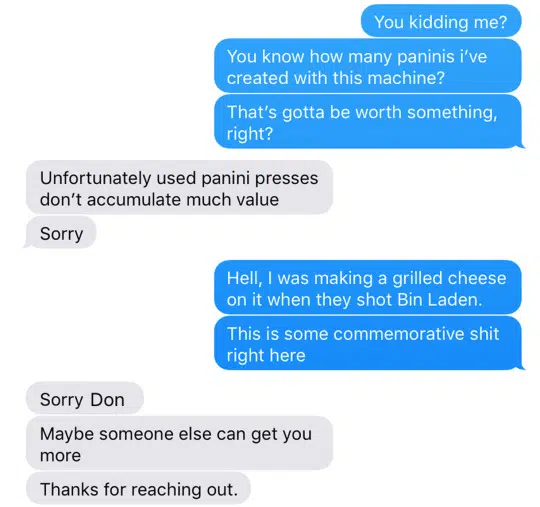 You kidding me?
You know how many paninis i've
created with this machine?
That's gotta be worth something,
right?
Unfortunately used panini presses
don't accumulate much value
Sorry
Hell, I was making a grilled cheese
on it when they shot Bin Laden.
This is some commemorative shit
right here
Sorry Don
Maybe someone else can get you
more
Thanks for reaching out.